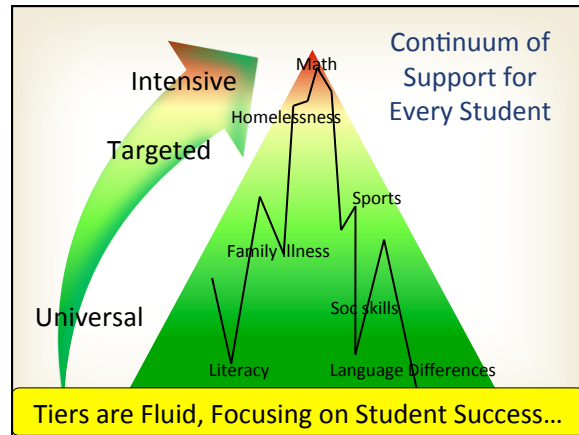 Continuum of
Support for
Every Student
Intensive
Targeted
Universal
Math
Homelessness
Sports
Family Illness
Soc skills
Literacy
Language Differences
Tiers are Fluid, Focusing on Student Success…